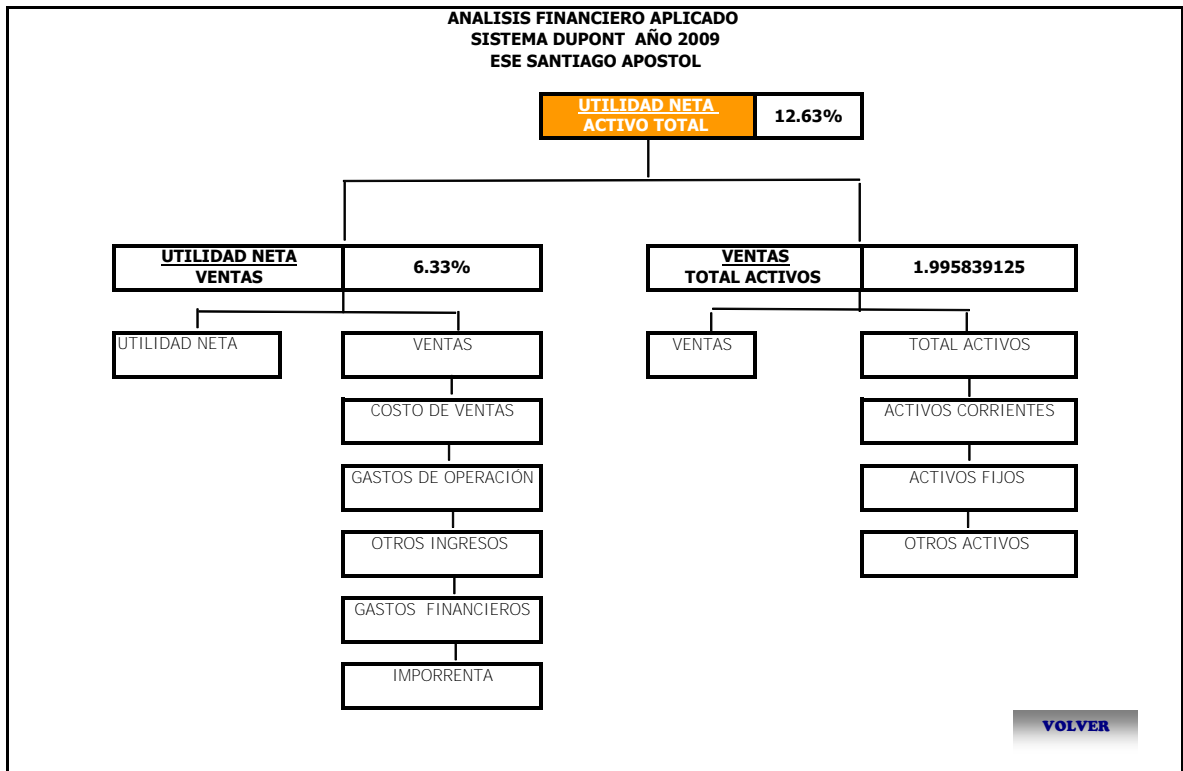 ANALISIS FINANCIERO APLICADO
SISTEMA DUPONT AÑO 2009
ESE SANTIAGO APOSTOL
UTILIDAD NETA
ACTIVO TOTAL
12.63%
UTILIDAD NETA
VENTAS
6.33%
VENTAS
TOTAL ACTIVOS
1.995839125
UTILIDAD NETA
VENTAS
VENTAS
TOTAL ACTIVOS
COSTO DE VENTAS
ACTIVOS CORRIENTES
GASTOS DE OPERACIÓN
ACTIVOS FIJOS
OTROS INGRESOS
OTROS ACTIVOS
GASTOS FINANCIEROS
IMPORRENTA
VOLVER